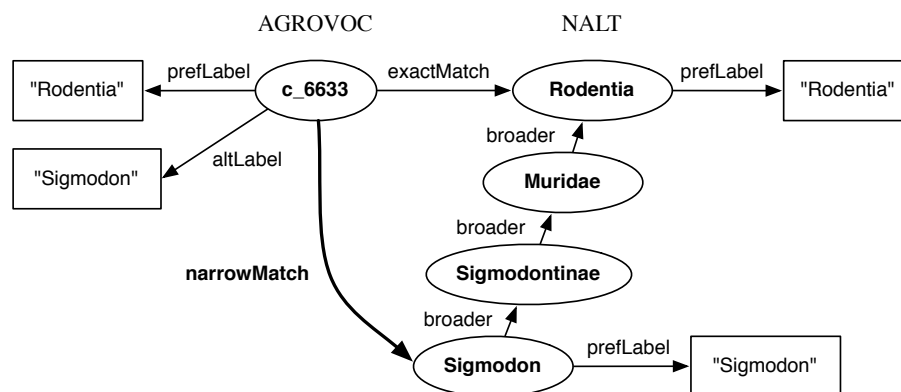 AGROVOC NALT
"Rodentia" prefLabel c_6633 exactMatch Rodentia prefLabel "Rodentia"
broader
altLabel
"Sigmodon" Muridae
broader
narrowMatch Sigmodontinae
broader
Sigmodon prefLabel "Sigmodon"